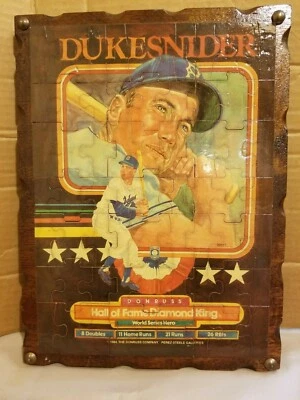 DUKE SNIDER
DONRUSS
Hall of Fame Diamond King
World Series Hero
8 Doubles 11 Home Runs 21 Runs 26 RBIs